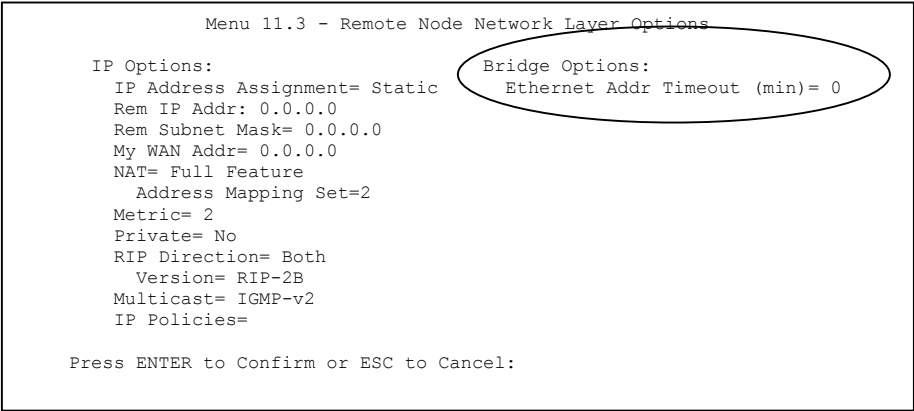 Menu 11.3 - Remote Node Network Layer Options
IP Options: Bridge Options:
IP Address Assignment= Static Ethernet Addr Timeout (min)= 0
Rem IP Addr: 0.0.0.0
Rem Subnet Mask= 0.0.0.0
My WAN Addr= 0.0.0.0
NAT= Full Feature
Address Mapping Set=2
Metric= 2
Private= No
RIP Direction= Both
Version= RIP-2B
Multicast= IGMP-v2
IP Policies=
Press ENTER to Confirm or ESC to Cancel: